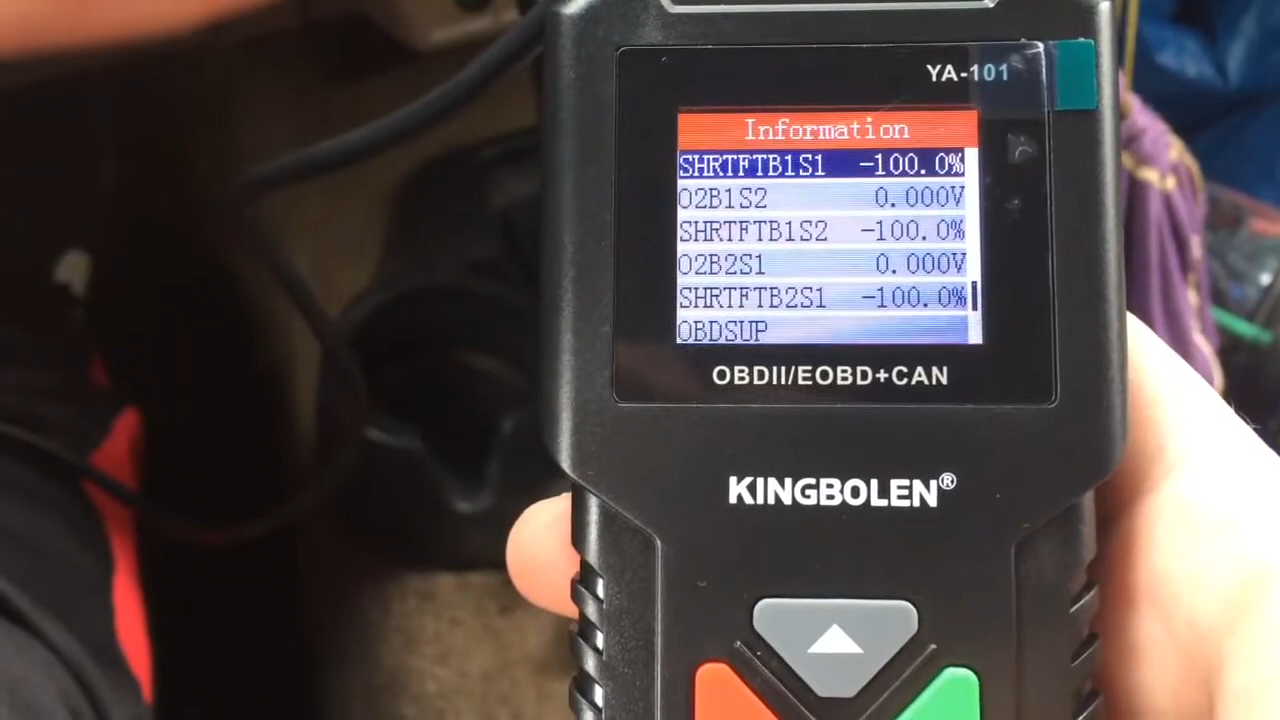 YA-101
Information
SHRTFTB1S1 -100.0%
O2B1S2 0.000V
SHRTFTB1S2 -100.0%
O2B2S1 0.000V
SHRTFTB2S1 -100.0%
OBDSUP
OBDII/EOBD+CAN
KINGBOLEN®